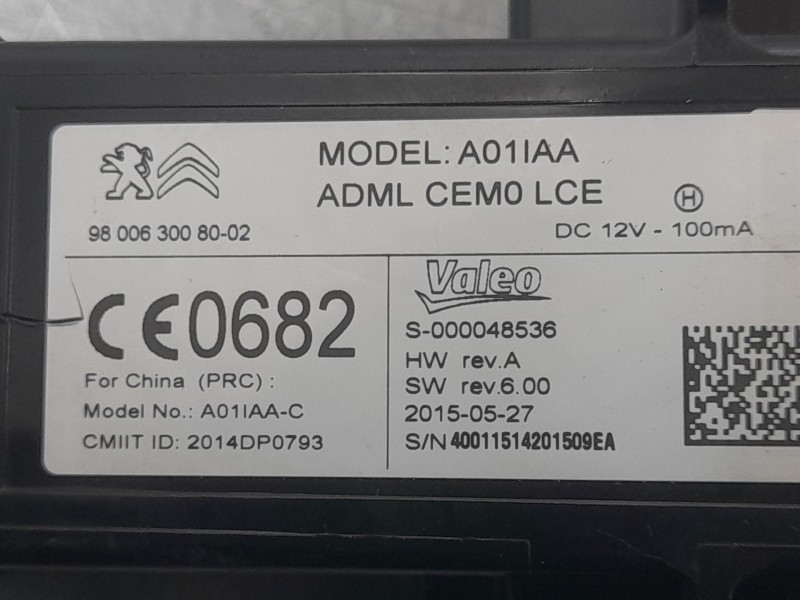 MODEL: A01IAA
ADML CEM0 LCE
H
98 006 300 80-02
DC 12V - 100mA
CE0682
For China (PRC) :
Model No.: A01IAA-C
CMIIT ID: 2014DP0793
Valeo
S-000048536
HW rev.A
SW rev.6.00
2015-05-27
S/N 40011514201509EA